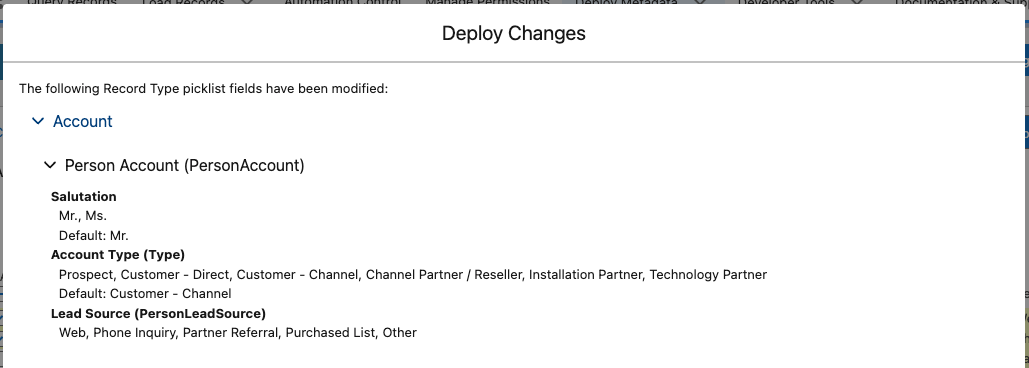 Query Records Load Records Automation Control Manage Permissions Deploy Metadata Developer Tools Documentation & Sup
Deploy Changes
The following Record Type picklist fields have been modified:
Account
Person Account (PersonAccount)
Salutation
Mr., Ms.
Default: Mr.
Account Type (Type)
Prospect, Customer - Direct, Customer - Channel, Channel Partner / Reseller, Installation Partner, Technology Partner
Default: Customer - Channel
Lead Source (PersonLeadSource)
Web, Phone Inquiry, Partner Referral, Purchased List, Other